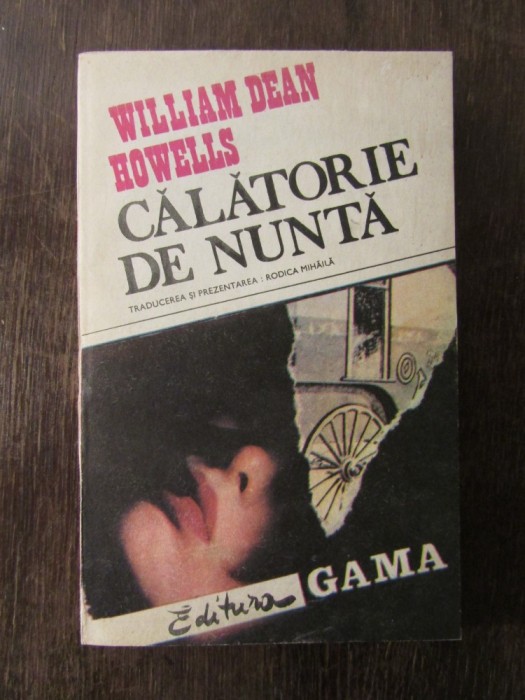 WILLIAM DEAN
HOWELLS
CĂLĂTORIE
DE NUNTĂ
TRADUCEREA ȘI PREZENTAREA : RODICA MIHĂILĂ
Editura GAMA